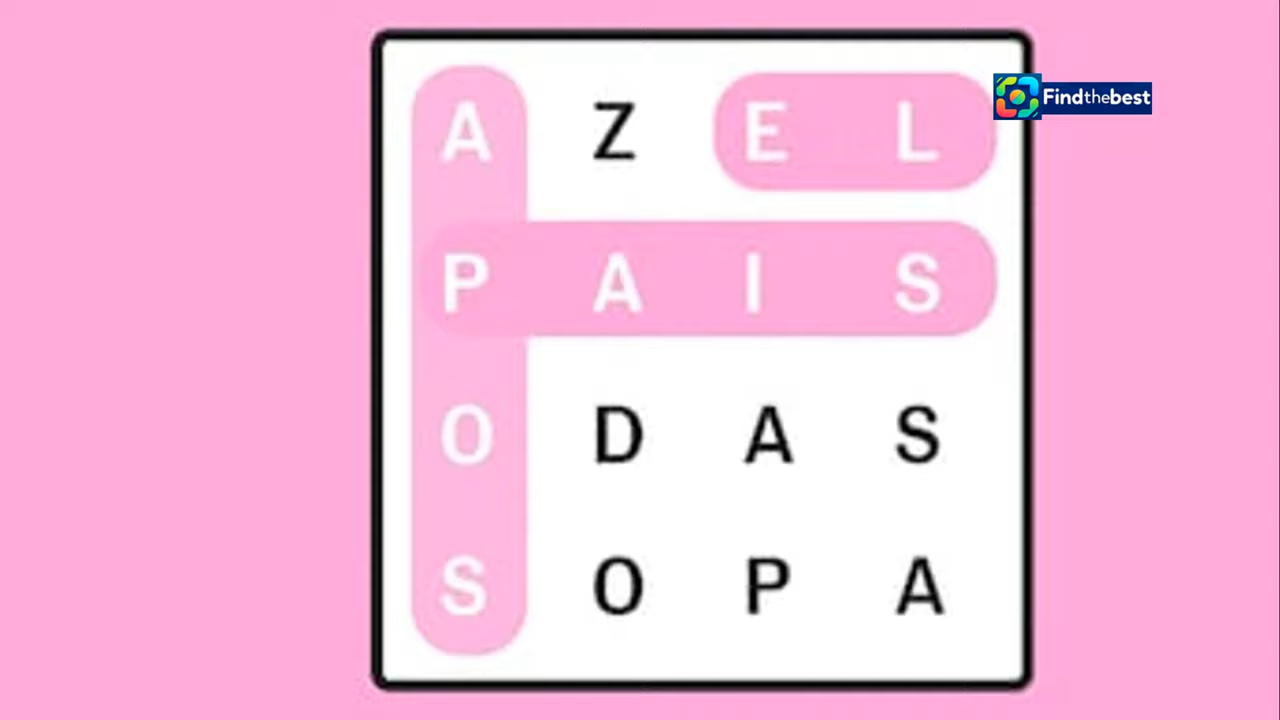 A Z E L
Findthebest
P A I S
O D A S
S O P A